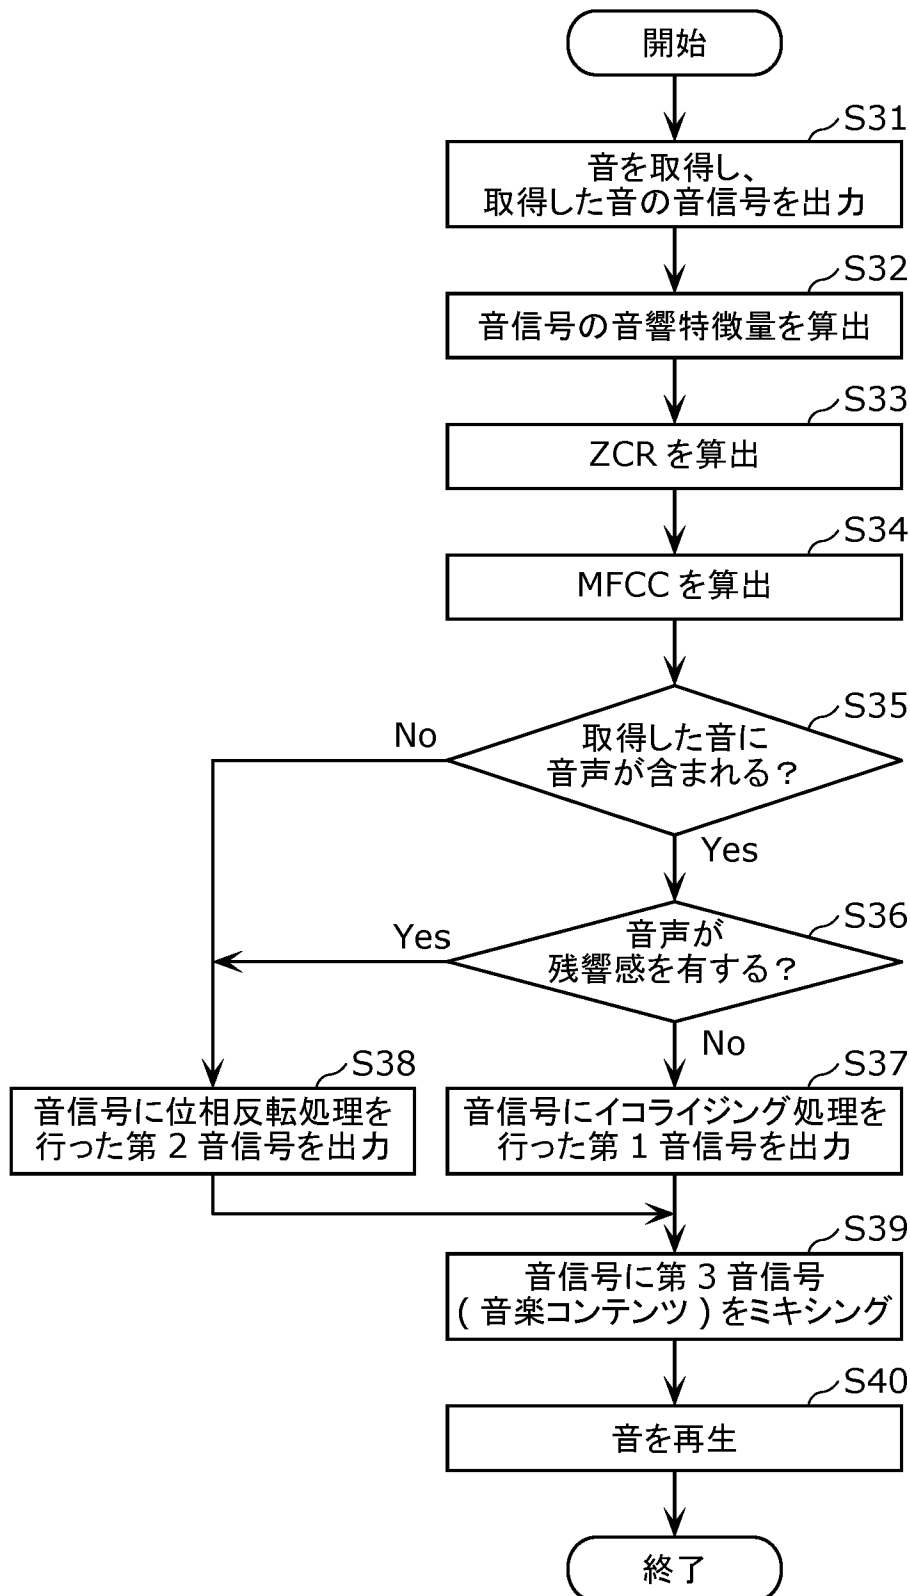 開始
S31
音を取得し、
取得した音の音信号を出力
S32
音信号の音響特徴量を算出
S33
ZCR を算出
S34
MFCC を算出
S35
取得した音に
音声が含まれる?
No
Yes
S36
音声が
残響感を有する?
Yes
No
S38
音信号に位相反転処理を
行った第 2 音信号を出力
S37
音信号にイコライジング処理を
行った第 1 音信号を出力
S39
音信号に第 3 音信号
( 音楽コンテンツ ) をミキシング
S40
音を再生
終了